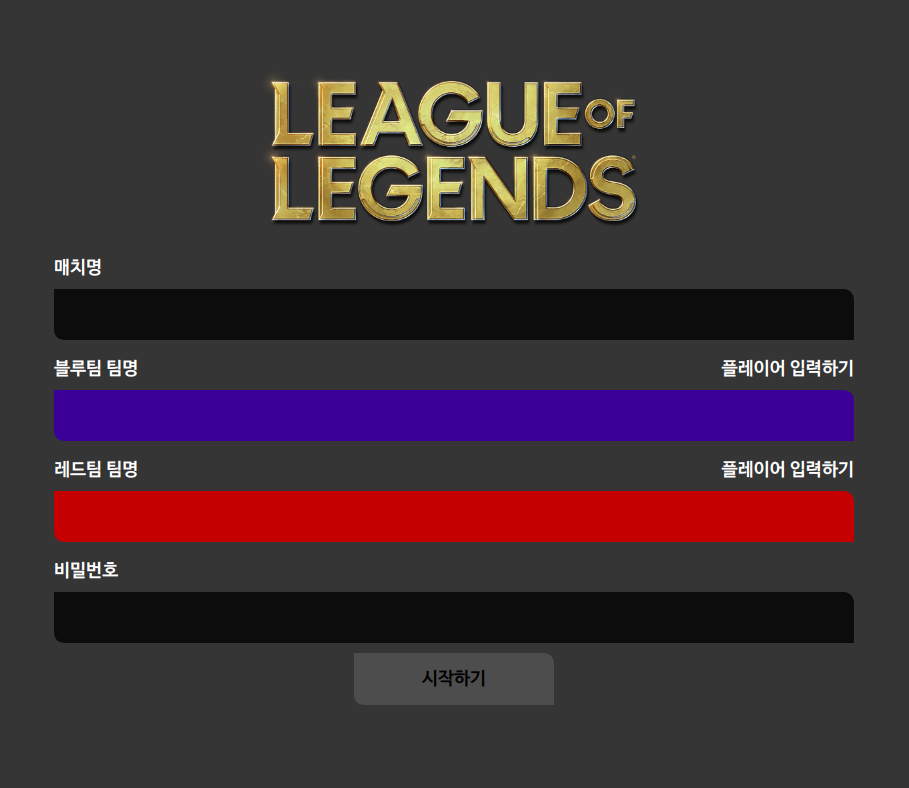 LEAGUE OF
LEGENDS
매치명
블루팀 팀명 플레이어 입력하기
레드팀 팀명 플레이어 입력하기
비밀번호
시작하기